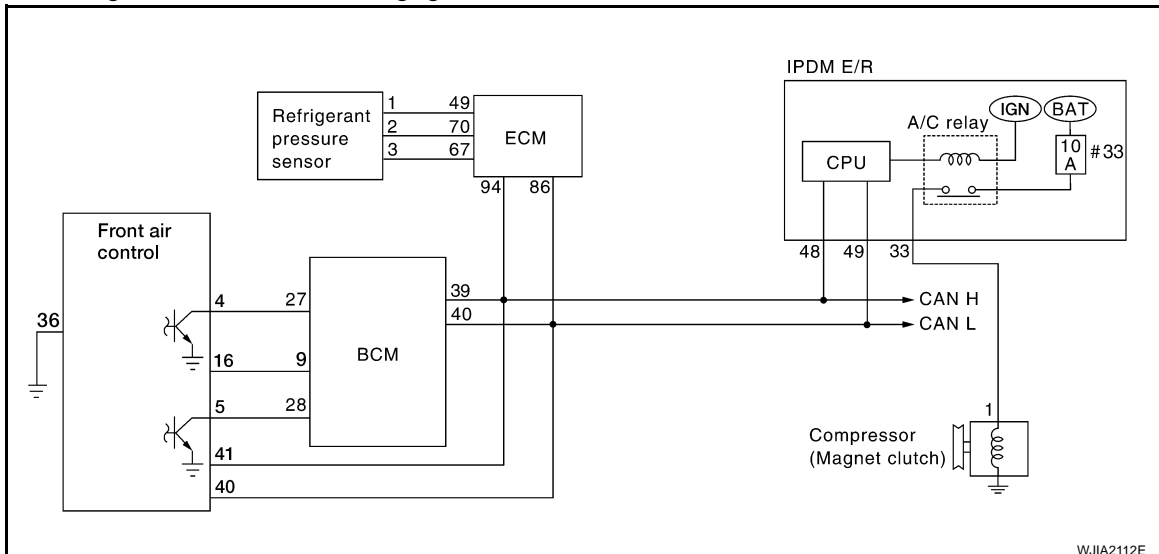 IPDM E/R
IGN
BAT
A/C relay
10
A
#33
CPU
Refrigerant
pressure
sensor
1 49
2 70
3 67
ECM
94 86
48 49 33
Front air
control
4 27
36
16 9
5 28
41
40
BCM
39
40
CAN H
CAN L
1
Compressor
(Magnet clutch)
WJIA2112E